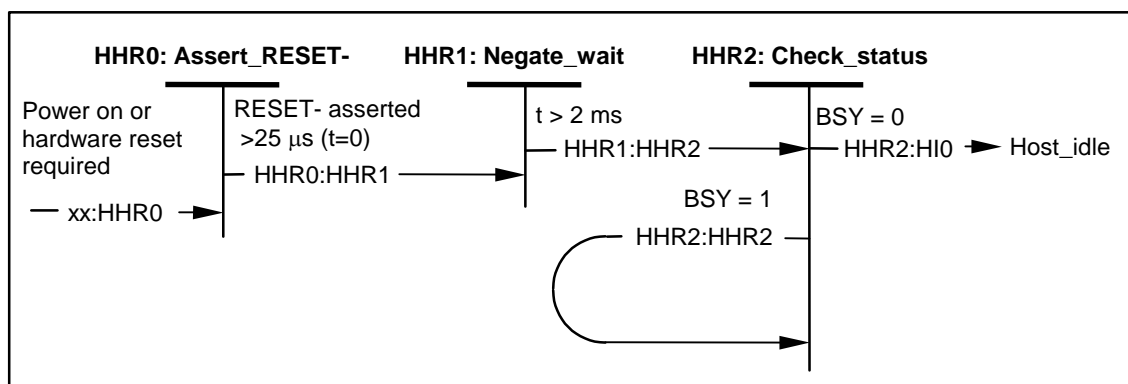 HHR0: Assert_RESET- HHR1: Negate_wait HHR2: Check_status
Power on or
hardware reset
required
xx:HHR0
RESET- asserted
>25 μs (t=0)
HHR0:HHR1
t > 2 ms
HHR1:HHR2
BSY = 0
HHR2:HI0 Host_idle
BSY = 1
HHR2:HHR2